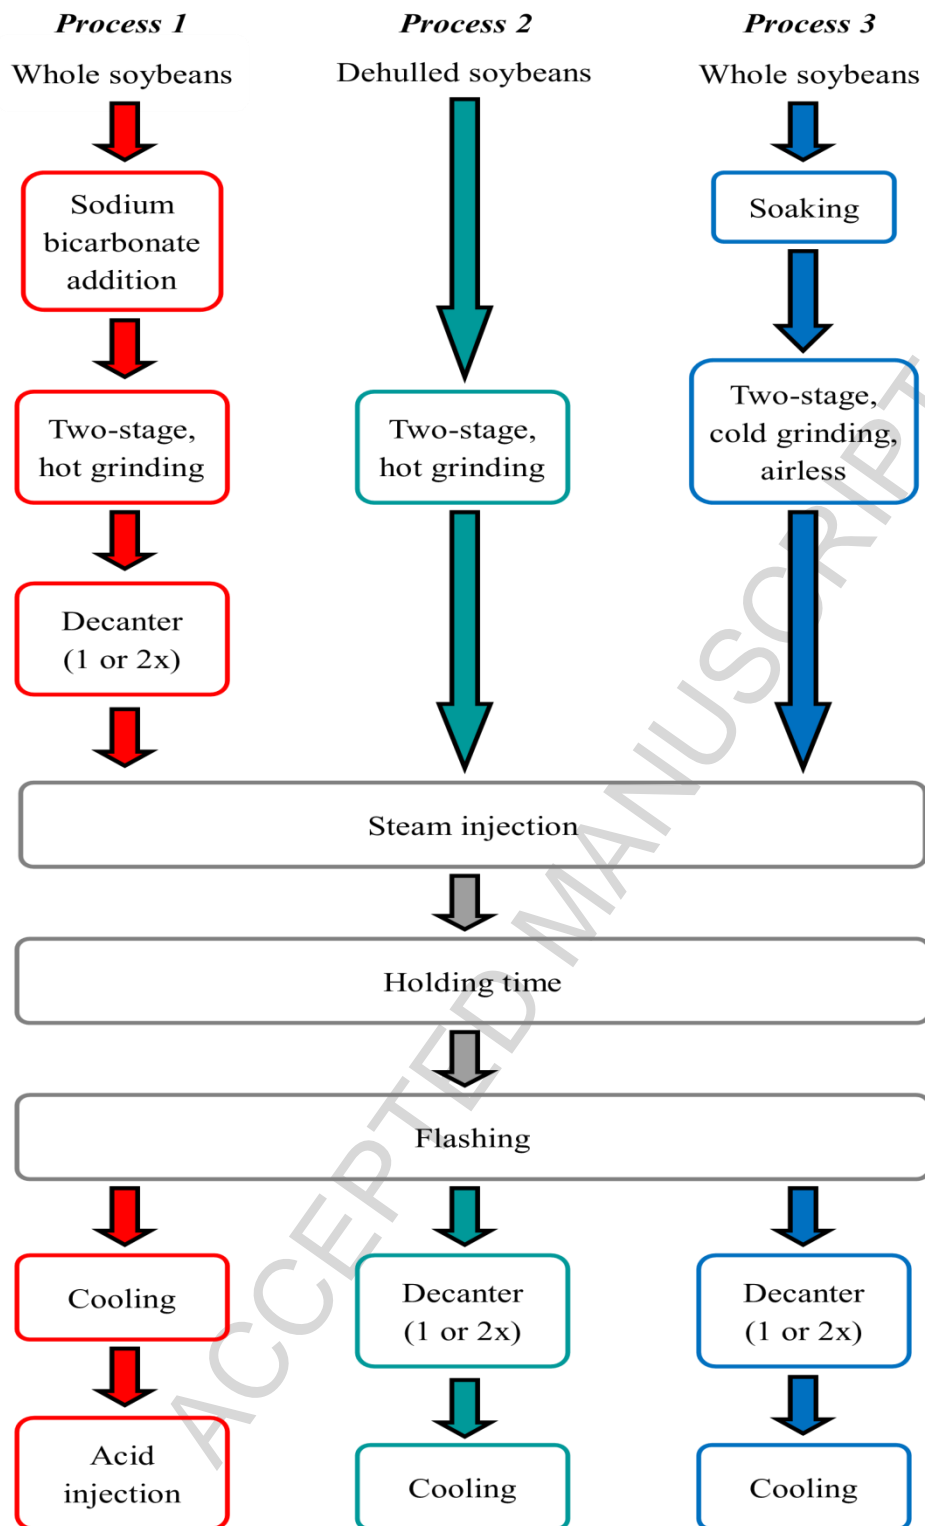 Process 1
Process 2
Process 3
Whole soybeans
Dehulled soybeans
Whole soybeans
Sodium
bicarbonate
addition
Soaking
Two-stage,
hot grinding
Two-stage,
hot grinding
Two-stage,
cold grinding,
airless
Decanter
(1 or 2x)
Steam injection
Holding time
Flashing
Cooling
Decanter
(1 or 2x)
Decanter
(1 or 2x)
Acid
injection
Cooling
Cooling
ACCEPTED MANUSCRIPT